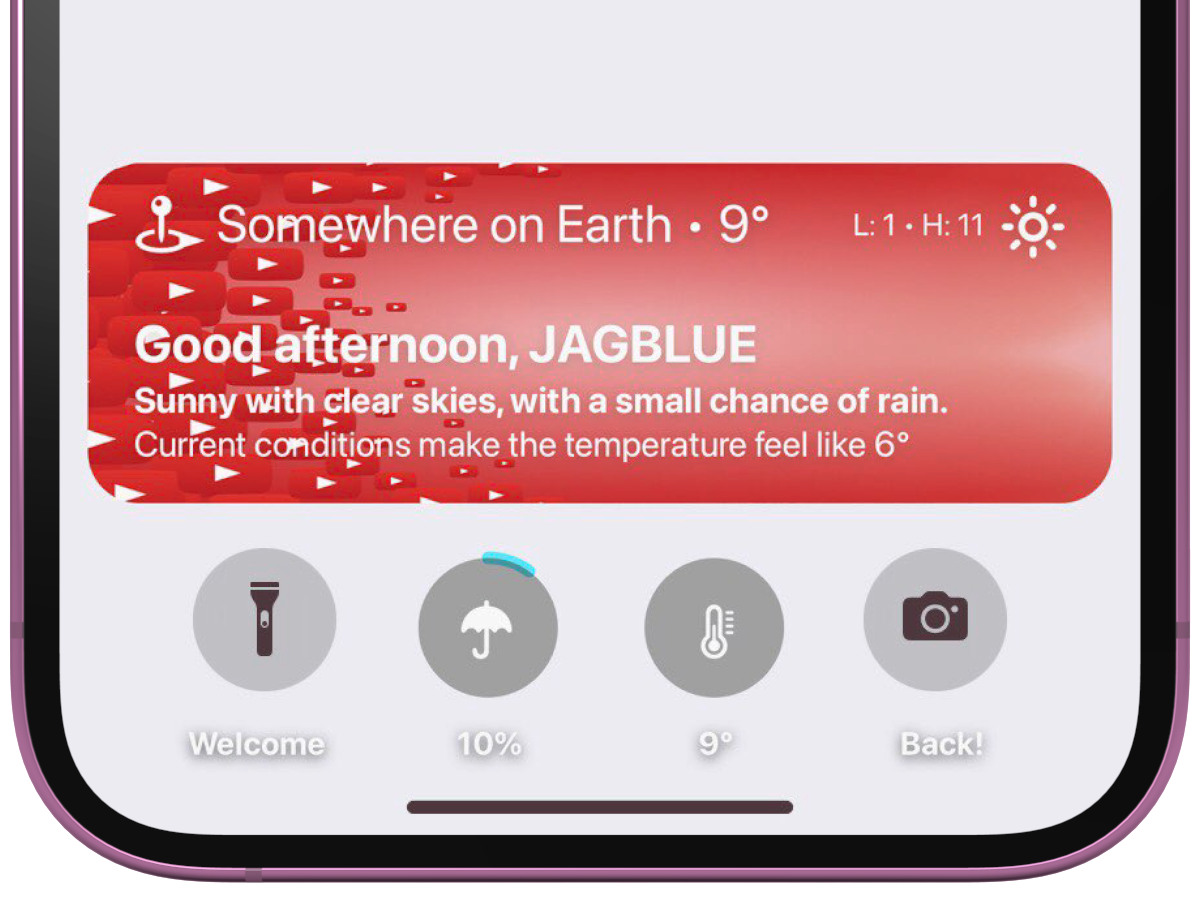 Somewhere on Earth • 9°
L: 1 • H: 11
Good afternoon, JAGBLUE
Sunny with clear skies, with a small chance of rain.
Current conditions make the temperature feel like 6°
Welcome
10%
9°
Back!